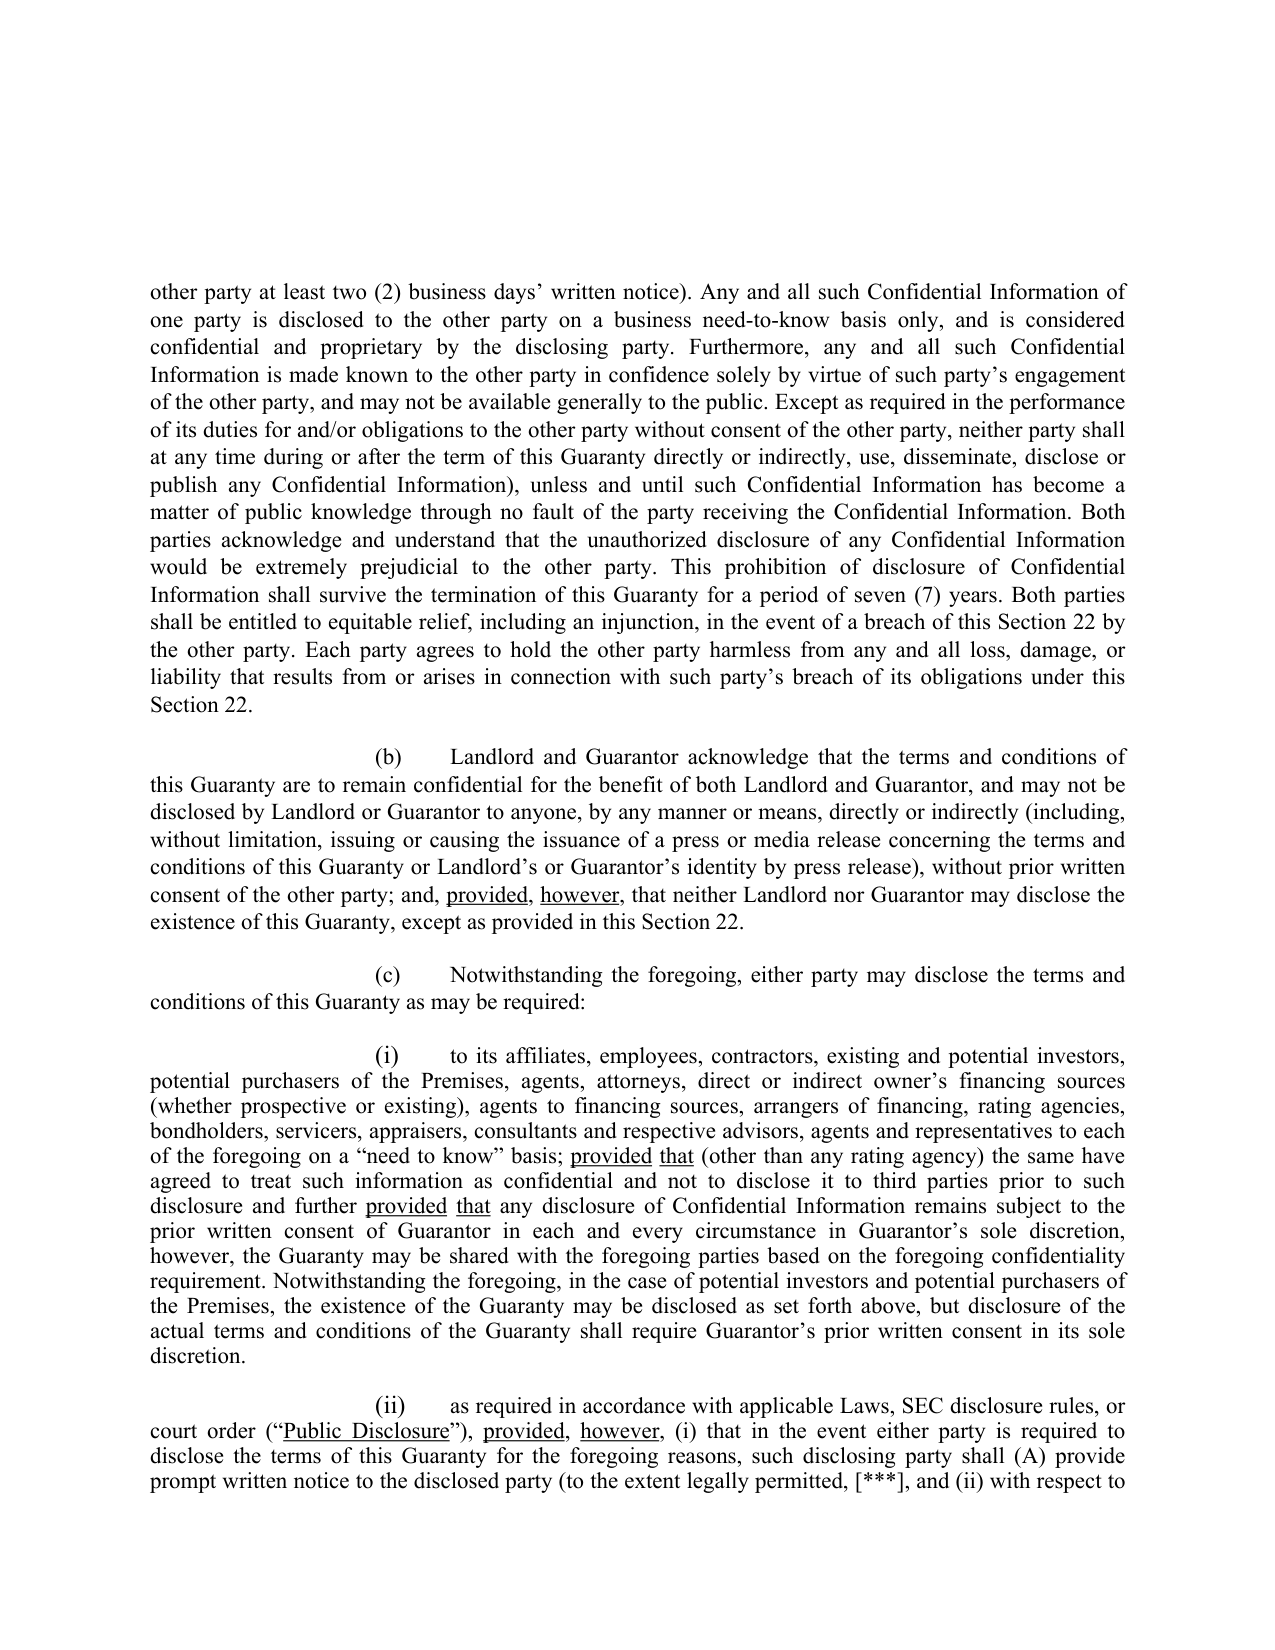 other party at least two (2) business days’ written notice). Any and all such Confidential Information of
one party is disclosed to the other party on a business need-to-know basis only, and is considered
confidential and proprietary by the disclosing party. Furthermore, any and all such Confidential
Information is made known to the other party in confidence solely by virtue of such party’s engagement
of the other party, and may not be available generally to the public. Except as required in the performance
of its duties for and/or obligations to the other party without consent of the other party, neither party shall
at any time during or after the term of this Guaranty directly or indirectly, use, disseminate, disclose or
publish any Confidential Information), unless and until such Confidential Information has become a
matter of public knowledge through no fault of the party receiving the Confidential Information. Both
parties acknowledge and understand that the unauthorized disclosure of any Confidential Information
would be extremely prejudicial to the other party. This prohibition of disclosure of Confidential
Information shall survive the termination of this Guaranty for a period of seven (7) years. Both parties
shall be entitled to equitable relief, including an injunction, in the event of a breach of this Section 22 by
the other party. Each party agrees to hold the other party harmless from any and all loss, damage, or
liability that results from or arises in connection with such party’s breach of its obligations under this
Section 22.
(b) Landlord and Guarantor acknowledge that the terms and conditions of
this Guaranty are to remain confidential for the benefit of both Landlord and Guarantor, and may not be
disclosed by Landlord or Guarantor to anyone, by any manner or means, directly or indirectly (including,
without limitation, issuing or causing the issuance of a press or media release concerning the terms and
conditions of this Guaranty or Landlord’s or Guarantor’s identity by press release), without prior written
consent of the other party; and, provided, however, that neither Landlord nor Guarantor may disclose the
existence of this Guaranty, except as provided in this Section 22.
(c) Notwithstanding the foregoing, either party may disclose the terms and
conditions of this Guaranty as may be required:
(i) to its affiliates, employees, contractors, existing and potential investors,
potential purchasers of the Premises, agents, attorneys, direct or indirect owner’s financing sources
(whether prospective or existing), agents to financing sources, arrangers of financing, rating agencies,
bondholders, servicers, appraisers, consultants and respective advisors, agents and representatives to each
of the foregoing on a “need to know” basis; provided that (other than any rating agency) the same have
agreed to treat such information as confidential and not to disclose it to third parties prior to such
disclosure and further provided that any disclosure of Confidential Information remains subject to the
prior written consent of Guarantor in each and every circumstance in Guarantor’s sole discretion,
however, the Guaranty may be shared with the foregoing parties based on the foregoing confidentiality
requirement. Notwithstanding the foregoing, in the case of potential investors and potential purchasers of
the Premises, the existence of the Guaranty may be disclosed as set forth above, but disclosure of the
actual terms and conditions of the Guaranty shall require Guarantor’s prior written consent in its sole
discretion.
(ii) as required in accordance with applicable Laws, SEC disclosure rules, or
court order (“Public Disclosure”), provided, however, (i) that in the event either party is required to
disclose the terms of this Guaranty for the foregoing reasons, such disclosing party shall (A) provide
prompt written notice to the disclosed party (to the extent legally permitted, [***], and (ii) with respect to